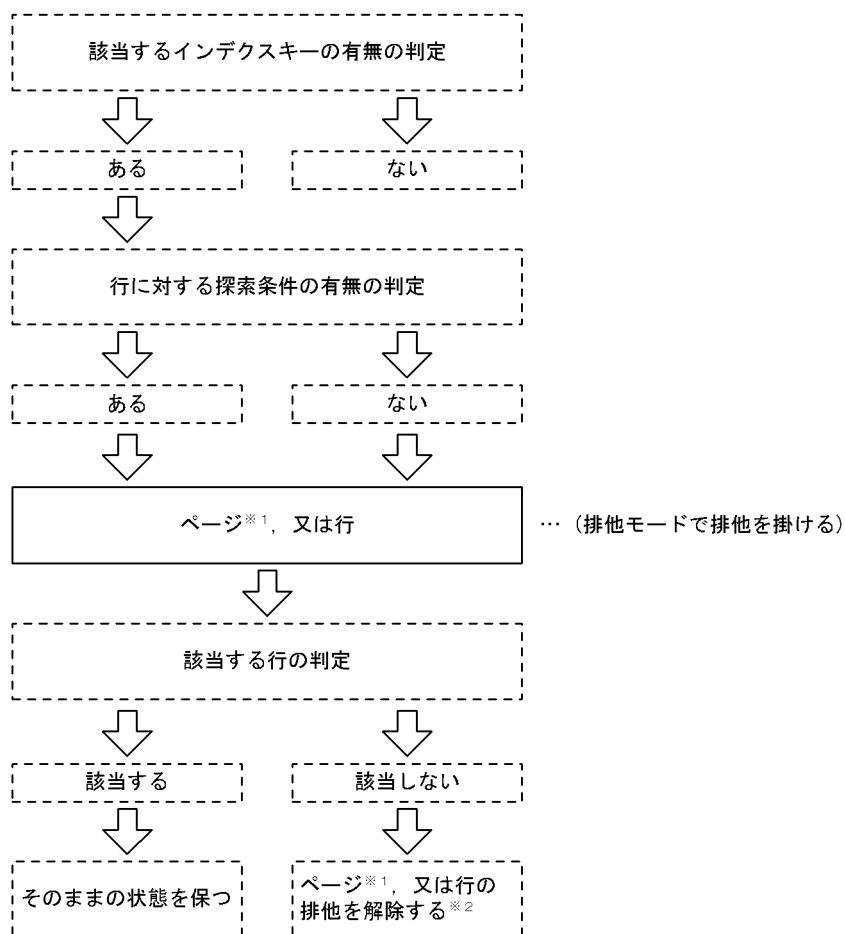 該当するインデクスキーの有無の判定
ある
ない
行に対する探索条件の有無の判定
ある
ない
ページ※1，又は行
…（排他モードで排他を掛ける）
該当する行の判定
該当する
該当しない
そのままの状態を保つ
ページ※1，又は行の
排他を解除する※2